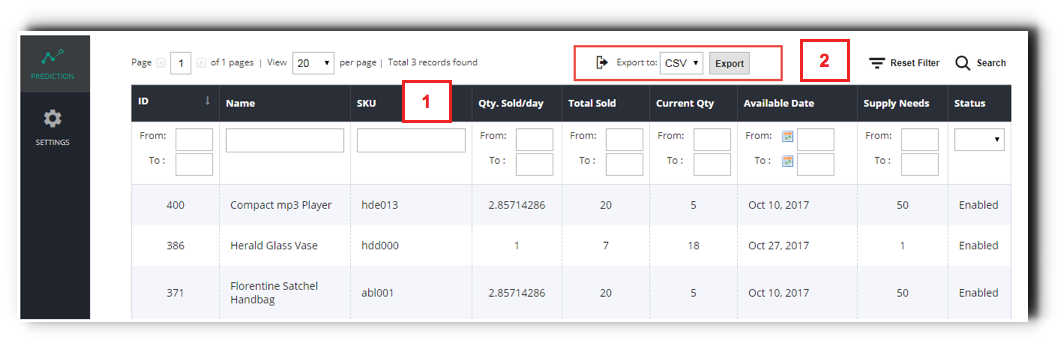 PREDICTION
SETTINGS
Page 1 of 1 pages | View 20 per page | Total 3 records found
Export to: CSV Export
2
Reset Filter
Search
1
ID Name SKU Qty. Sold/day Total Sold Current Qty Available Date Supply Needs Status
From: From: From: From: From: From:
To : To : To : To : To : To :
400 Compact mp3 Player hde013 2.85714286 20 5 Oct 10, 2017 50 Enabled
386 Herald Glass Vase hdd000 1 7 18 Oct 27, 2017 1 Enabled
371 Florentine Satchel Handbag abl001 2.85714286 20 5 Oct 10, 2017 50 Enabled